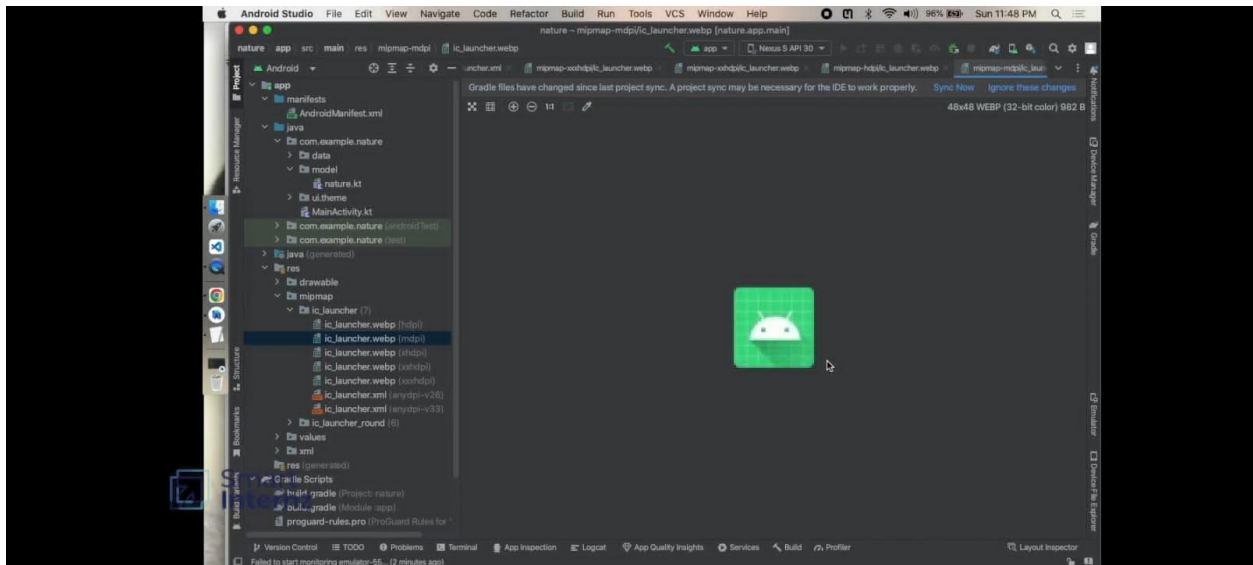 Android Studio File Edit View Navigate Code Refactor Build Run Tools VCS Window Help 96% Sun 11:48 PM
nature – mipmap-mdpi/ic_launcher.webp [nature.app.main]
nature app src main res mipmap-mdpi ic_launcher.webp app Nexus S API 30
Android mipmap-xxhdpi/ic_launcher.webp mipmap-hdpi/ic_launcher.webp
Gradle files have changed since last project sync. A project sync may be necessary for the IDE to work properly. Sync Now Ignore these changes
1:1 48x48 WEBP (32-bit color) 982 B
app
manifests
AndroidManifest.xml
java
com.example.nature
data
model
nature.kt
ui.theme
MainActivity.kt
com.example.nature (androidTest)
com.example.nature (test)
java (generated)
res
drawable
mipmap
ic_launcher (7)
ic_launcher.webp (hdpi)
ic_launcher.webp (mdpi)
ic_launcher.webp (xhdpi)
ic_launcher.webp (xxhdpi)
ic_launcher.webp (xxxhdpi)
ic_launcher.xml (anydpi-v26)
ic_launcher.xml (anydpi-v33)
ic_launcher_round (6)
values
xml
res (generated)
Gradle Scripts
build.gradle (Project: nature)
build.gradle (Module :app)
proguard-rules.pro (ProGuard Rules for
Project
Resource Manager
Structure
Bookmarks
Build Variants
Notifications
Device Manager
Gradle
Emulator
Device File Explorer
Version Control TODO Problems Terminal App Inspection Logcat App Quality Insights Services Build Profiler Layout Inspector
Failed to start monitoring emulator-55... (2 minutes ago)